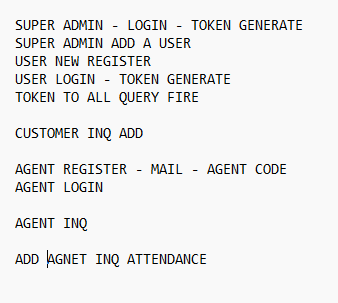 SUPER ADMIN - LOGIN - TOKEN GENERATE
SUPER ADMIN ADD A USER
USER NEW REGISTER
USER LOGIN - TOKEN GENERATE
TOKEN TO ALL QUERY FIRE
CUSTOMER INQ ADD
AGENT REGISTER - MAIL - AGENT CODE
AGENT LOGIN
AGENT INQ
ADD AGNET INQ ATTENDANCE